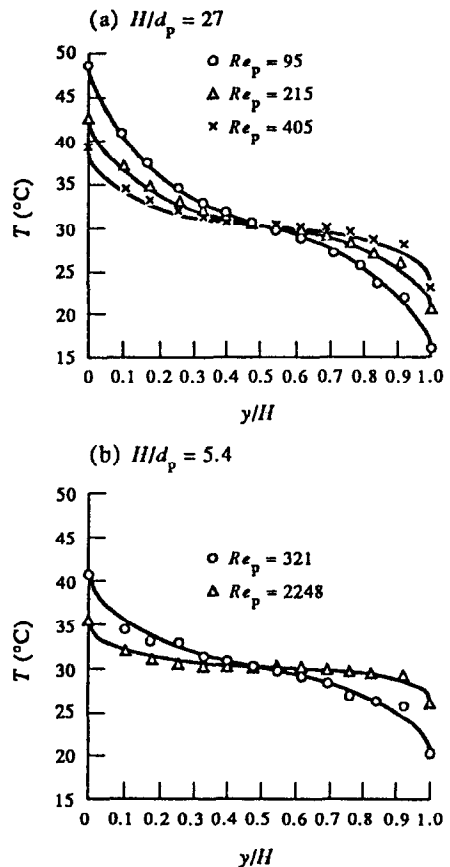 (a) H/dp = 27
Rep = 95
Rep = 215
Rep = 405
50
45
40
35
30
25
20
15
T (°C)
0 0.1 0.2 0.3 0.4 0.5 0.6 0.7 0.8 0.9 1.0
y/H
(b) H/dp = 5.4
Rep = 321
Rep = 2248
50
45
40
35
30
25
20
15
T (°C)
0 0.1 0.2 0.3 0.4 0.5 0.6 0.7 0.8 0.9 1.0
y/H